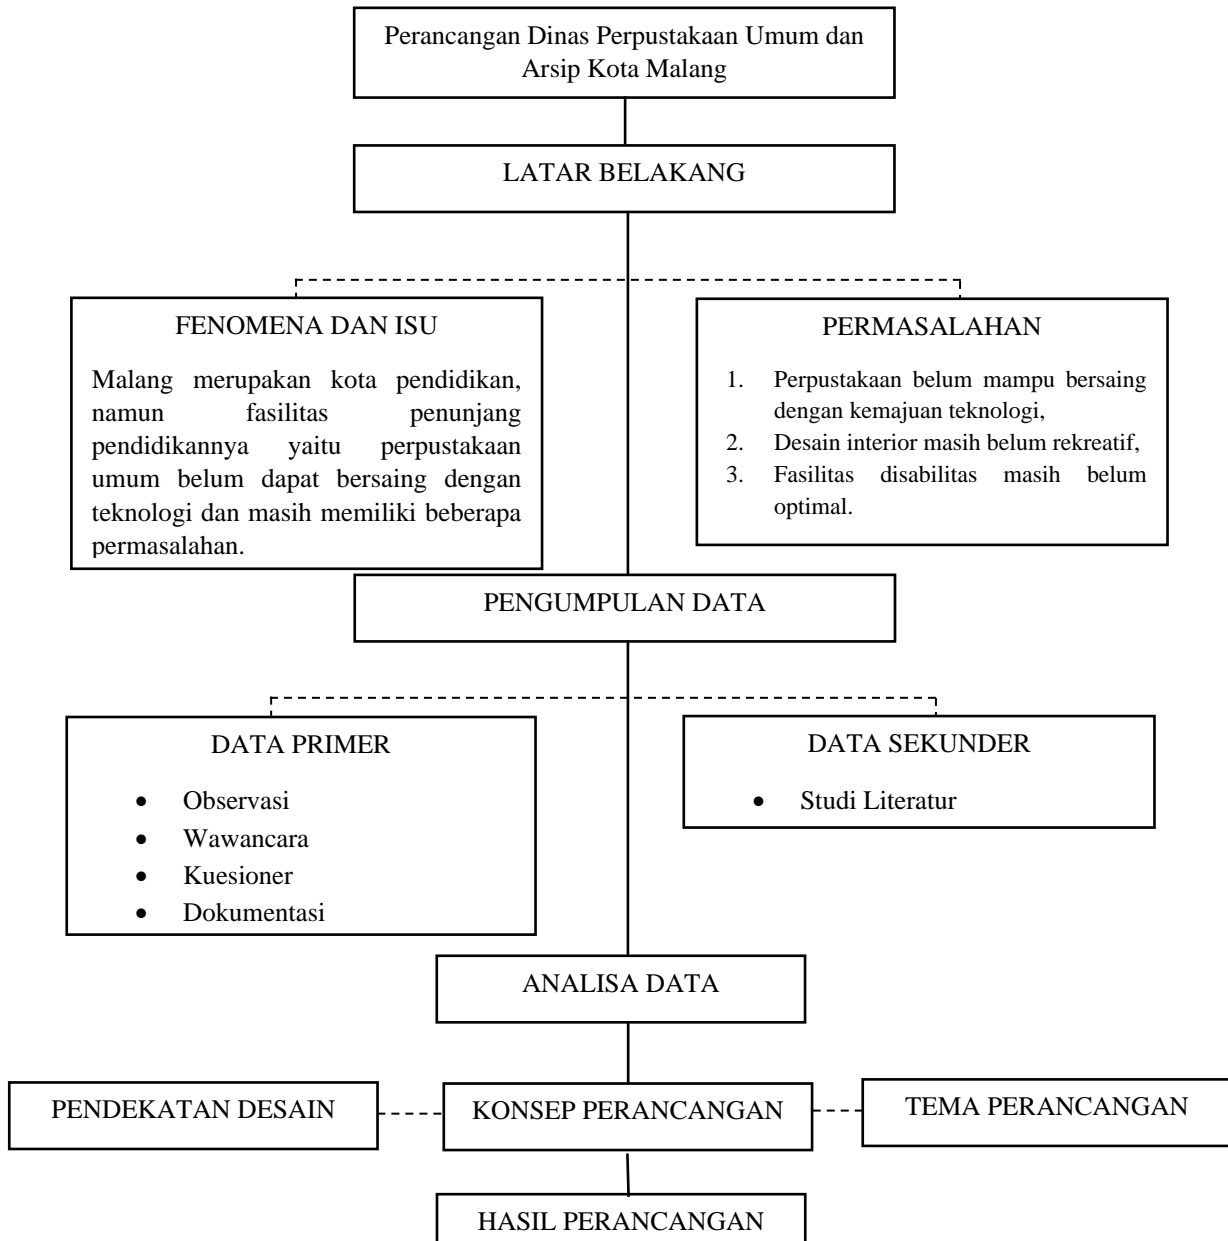 Perancangan Dinas Perpustakaan Umum dan
Arsip Kota Malang
LATAR BELAKANG
FENOMENA DAN ISU
Malang merupakan kota pendidikan,
namun fasilitas penunjang
pendidikannya yaitu perpustakaan
umum belum dapat bersaing dengan
teknologi dan masih memiliki beberapa
permasalahan.
PERMASALAHAN
1. Perpustakaan belum mampu bersaing
dengan kemajuan teknologi,
2. Desain interior masih belum rekreatif,
3. Fasilitas disabilitas masih belum
optimal.
PENGUMPULAN DATA
DATA PRIMER
• Observasi
• Wawancara
• Kuesioner
• Dokumentasi
DATA SEKUNDER
• Studi Literatur
ANALISA DATA
PENDEKATAN DESAIN
KONSEP PERANCANGAN
TEMA PERANCANGAN
HASIL PERANCANGAN